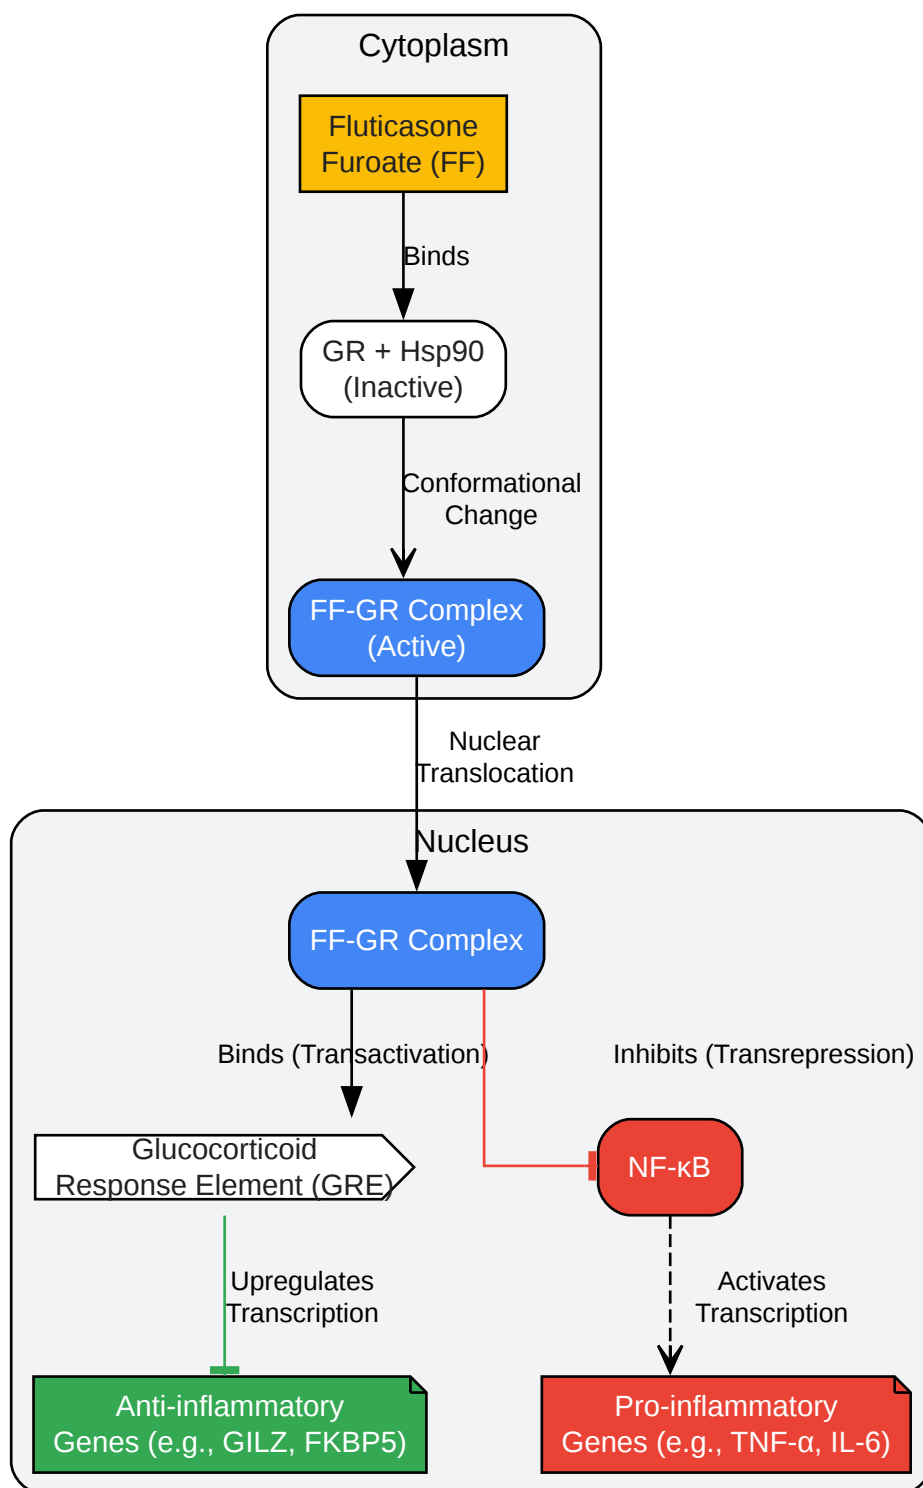 Cytoplasm
Fluticasone
Furoate (FF)
Binds
GR + Hsp90
(Inactive)
Conformational
Change
FF-GR Complex
(Active)
Nuclear
Translocation
Nucleus
FF-GR Complex
Binds (Transactivation)
Inhibits (Transrepression)
Glucocorticoid
Response Element (GRE)
NF-κB
Upregulates
Transcription
Activates
Transcription
Anti-inflammatory
Genes (e.g., GILZ, FKBP5)
Pro-inflammatory
Genes (e.g., TNF-α, IL-6)